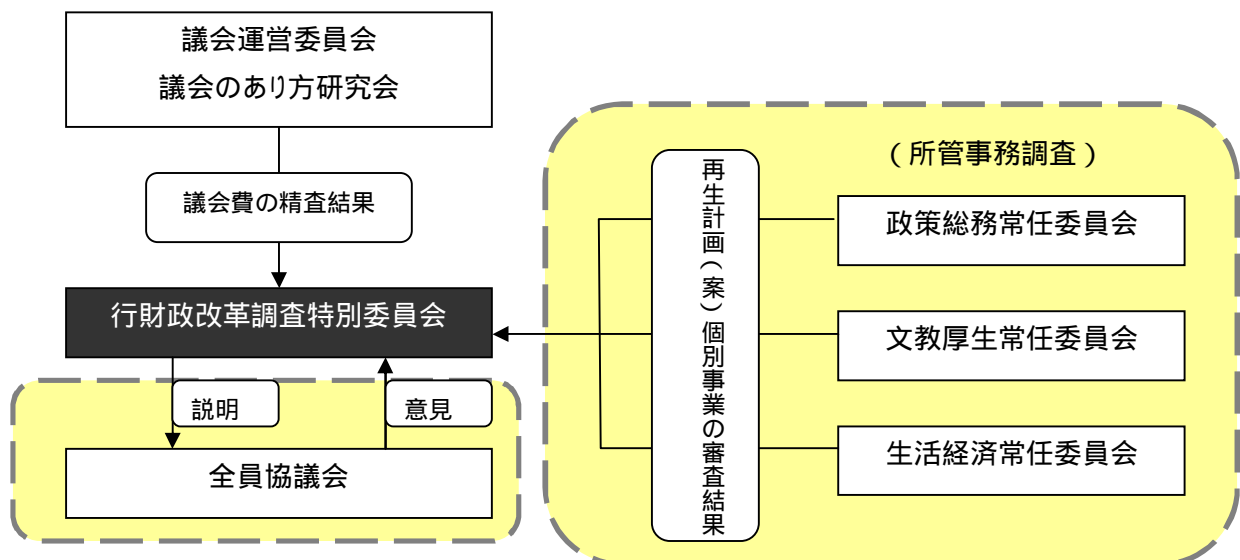 議会運営委員会
議会のあり方研究会
議会費の精査結果
行財政改革調査特別委員会
説明
意見
全員協議会
(所管事務調査)
再生計画(案)個別事業の審査結果
政策総務常任委員会
文教厚生常任委員会
生活経済常任委員会